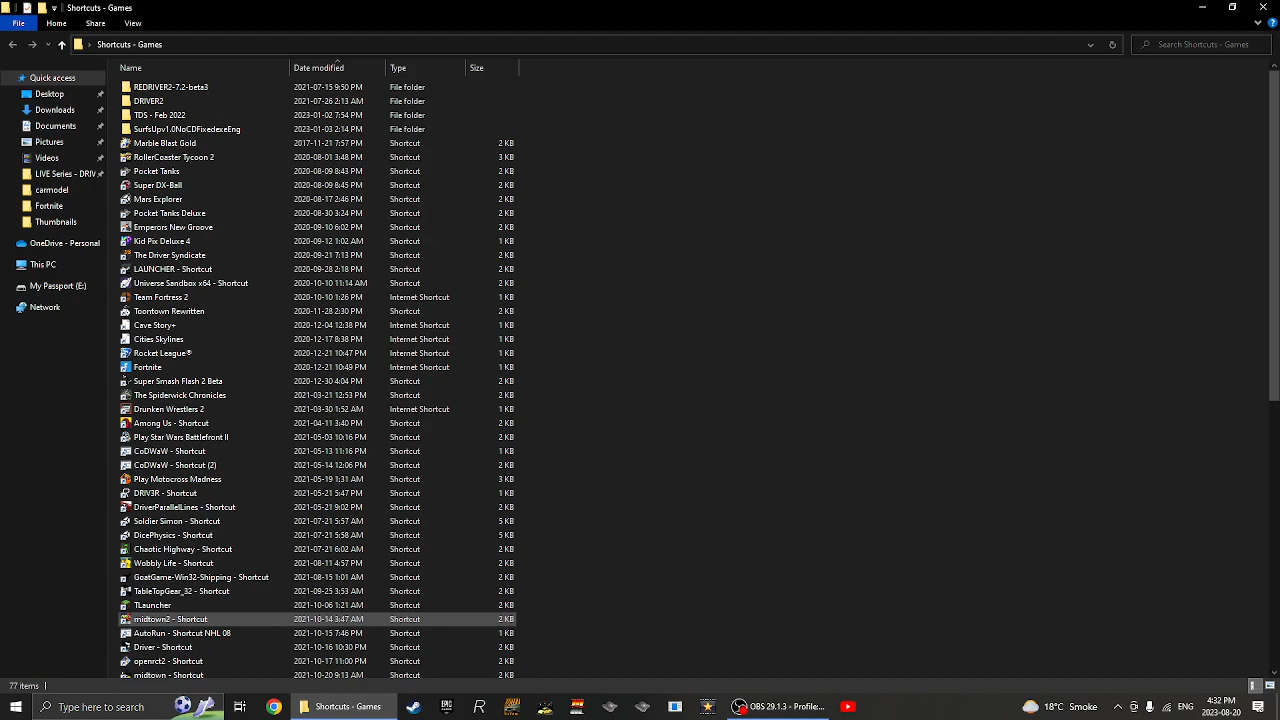 Shortcuts - Games
File Home Share View
Shortcuts - Games
Search Shortcuts - Games
Name Date modified Type Size
Quick access
Desktop
Downloads
Documents
Pictures
Videos
LIVE Series - DRIV
carmodel
Fortnite
Thumbnails
OneDrive - Personal
This PC
My Passport (E:)
Network
REDRIVER2-7.2-beta3 2021-07-15 9:50 PM File folder
DRIVER2 2021-07-26 2:13 AM File folder
TDS - Feb 2022 2023-01-02 7:54 PM File folder
SurfsUpv1.0NoCDFixedexeEng 2023-01-03 2:14 PM File folder
Marble Blast Gold 2017-11-21 7:57 PM Shortcut 2 KB
RollerCoaster Tycoon 2 2020-08-01 3:48 PM Shortcut 3 KB
Pocket Tanks 2020-08-09 8:43 PM Shortcut 2 KB
Super DX-Ball 2020-08-09 8:45 PM Shortcut 2 KB
Mars Explorer 2020-08-17 2:46 PM Shortcut 2 KB
Pocket Tanks Deluxe 2020-08-30 3:24 PM Shortcut 2 KB
Emperors New Groove 2020-09-10 6:02 PM Shortcut 2 KB
Kid Pix Deluxe 4 2020-09-12 1:02 AM Shortcut 1 KB
The Driver Syndicate 2020-09-21 7:13 PM Shortcut 2 KB
LAUNCHER - Shortcut 2020-09-28 2:18 PM Shortcut 2 KB
Universe Sandbox x64 - Shortcut 2020-10-10 11:14 AM Shortcut 2 KB
Team Fortress 2 2020-10-10 1:26 PM Internet Shortcut 1 KB
Toontown Rewritten 2020-11-28 2:30 PM Shortcut 2 KB
Cave Story+ 2020-12-04 12:38 PM Internet Shortcut 1 KB
Cities Skylines 2020-12-17 8:38 PM Internet Shortcut 1 KB
Rocket League® 2020-12-21 10:47 PM Internet Shortcut 1 KB
Fortnite 2020-12-21 10:49 PM Internet Shortcut 1 KB
Super Smash Flash 2 Beta 2020-12-30 4:04 PM Shortcut 2 KB
The Spiderwick Chronicles 2021-03-21 12:53 PM Shortcut 2 KB
Drunken Wrestlers 2 2021-03-30 1:52 AM Internet Shortcut 1 KB
Among Us - Shortcut 2021-04-11 3:40 PM Shortcut 2 KB
Play Star Wars Battlefront II 2021-05-03 10:16 PM Shortcut 2 KB
CoDWaW - Shortcut 2021-05-13 11:16 PM Shortcut 1 KB
CoDWaW - Shortcut (2) 2021-05-14 12:06 PM Shortcut 2 KB
Play Motocross Madness 2021-05-19 1:31 AM Shortcut 3 KB
DRIV3R - Shortcut 2021-05-21 5:47 PM Shortcut 1 KB
DriverParallelLines - Shortcut 2021-05-21 9:02 PM Shortcut 2 KB
Soldier Simon - Shortcut 2021-07-21 5:57 AM Shortcut 5 KB
DicePhysics - Shortcut 2021-07-21 5:57 AM Shortcut 5 KB
Chaotic Highway - Shortcut 2021-07-21 6:02 AM Shortcut 2 KB
Wobbly Life - Shortcut 2021-08-11 4:57 PM Shortcut 2 KB
GoatGame-Win32-Shipping - Shortcut 2021-08-15 1:01 AM Shortcut 2 KB
TableTopGear_32 - Shortcut 2021-09-25 3:53 AM Shortcut 2 KB
TLauncher 2021-10-06 1:21 AM Shortcut 2 KB
midtown2 - Shortcut 2021-10-14 3:47 AM Shortcut 2 KB
AutoRun - Shortcut NHL 08 2021-10-15 7:46 PM Shortcut 1 KB
Driver - Shortcut 2021-10-16 10:30 PM Shortcut 2 KB
openrct2 - Shortcut 2021-10-17 11:00 PM Shortcut 2 KB
midtown - Shortcut 2021-10-20 9:13 AM Shortcut 2 KB
77 items
Type here to search
Shortcuts - Games
EPIC
OBS 29.1.3 - Profile...
18°C Smoke
ENG
4:32 PM
2023-08-20